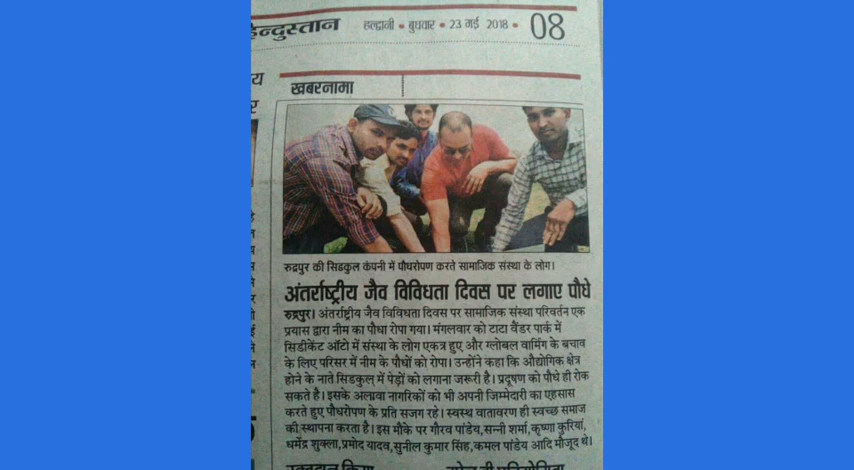 हिन्दुस्तान हल्द्वानी • बुधवार • 23 मई 2018 • 08
खबरनामा
रुद्रपुर की सिडकुल कंपनी में पौधरोपण करते सामाजिक संस्था के लोग।
अंतर्राष्ट्रीय जैव विविधता दिवस पर लगाए पौधे
रुद्रपुर। अंतर्राष्ट्रीय जैव विविधता दिवस पर सामाजिक संस्था परिवर्तन एक
प्रयास द्वारा नीम का पौधा रोपा गया। मंगलवार को टाटा वैंडर पार्क में
सिडीकेंट ऑटो में संस्था के लोग एकत्र हुए और ग्लोबल वार्मिंग के बचाव
के लिए परिसर में नीम के पौधों को रोपा। उन्होंने कहा कि औद्योगिक क्षेत्र
होने के नाते सिडकुल् में पेड़ों को लगाना जरूरी है। प्रदूषण को पौधे ही रोक
सकते है। इसके अलावा नागरिकों को भी अपनी जिम्मेदारी का एहसास
करते हुए पौधरोपण के प्रति सजग रहे। स्वस्थ वातावरण ही स्वच्छ समाज
की स्थापना करता है। इस मौके पर गौरव पांडेय, सन्नी शर्मा, कृष्णा कुरियां,
धर्मेंद्र शुक्ला, प्रमोद यादव, सुनील कुमार सिंह, कमल पांडेय आदि मौजूद थे।